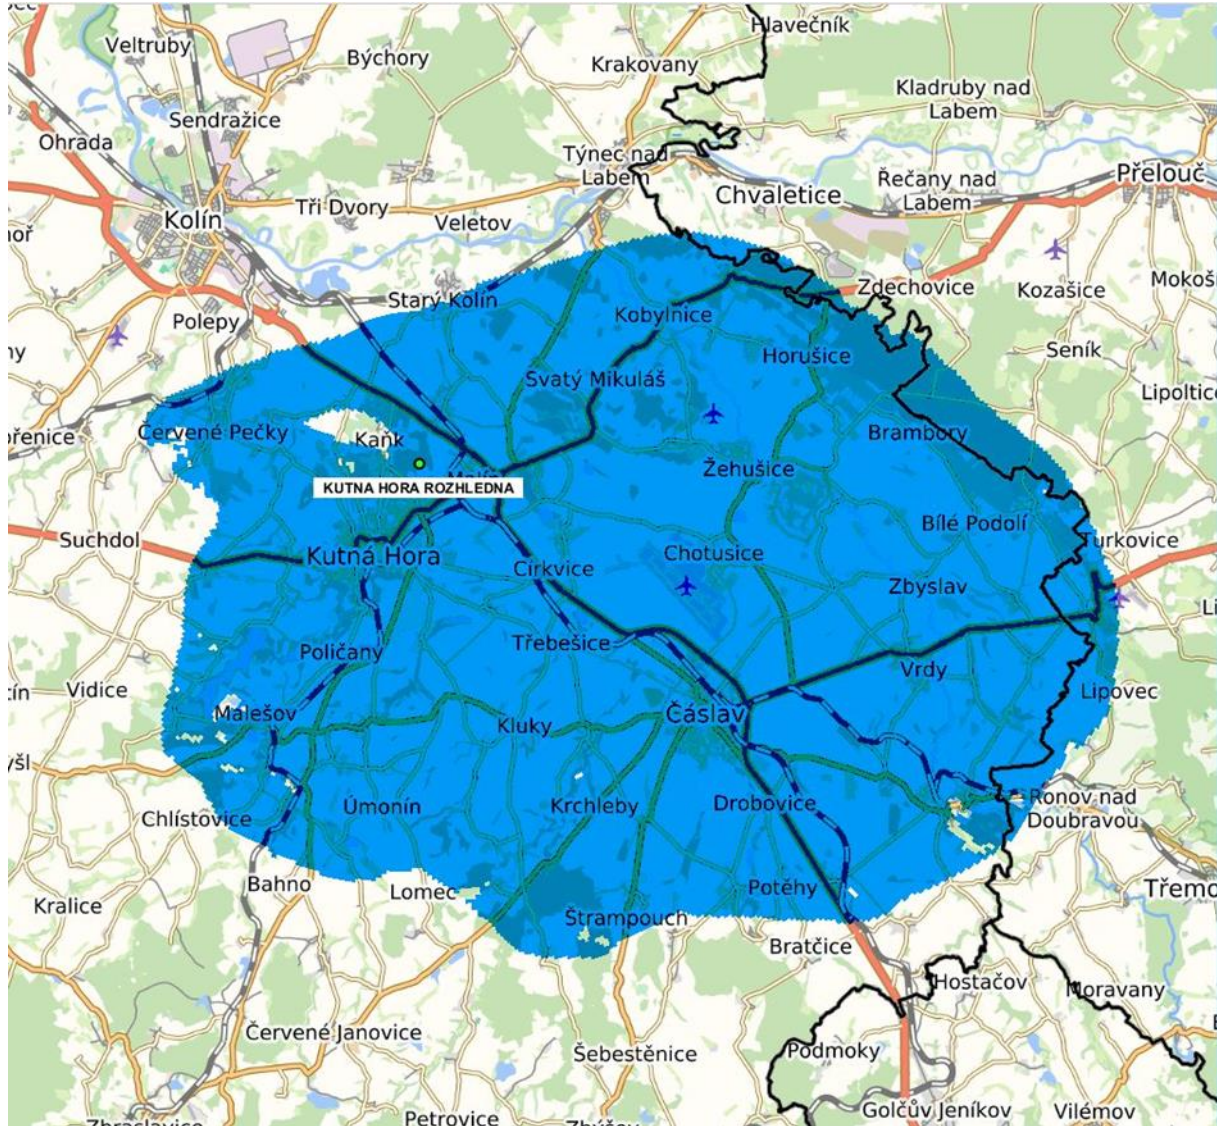 Hlavečník
Veltruby
Býchory
Krakovany
Kladruby nad
Labem
Sendražice
Ohrada
Týnec nad
Labem
Chvaletice
Řečany nad
Labem
Přelouč
Kolín
Tři Dvory
Veletov
Starý Kolín
Zdechovice
Kozašice
Polepy
Kobylnice
Horušice
Seník
Svatý Mikuláš
Červené Pečky
Kaňk
Brambory
Žehušice
KUTNA HORA ROZHLEDNA
Suchdol
Kutná Hora
Církvice
Chotusice
Bílé Podolí
Turkovice
Zbyslav
Třebešice
Poličany
Vrdy
Vidice
Lipovec
Malešov
Kluky
Čáslav
Chlístovice
Úmonín
Krchleby
Drobovice
Ronov nad
Doubravou
Bahno
Lomec
Potěhy
Kralice
Štrampouch
Bratčice
Hostačov
Moravany
Červené Janovice
Šebestěnice
Podmoky
Petrovice
Golčův Jeníkov
Vilémov